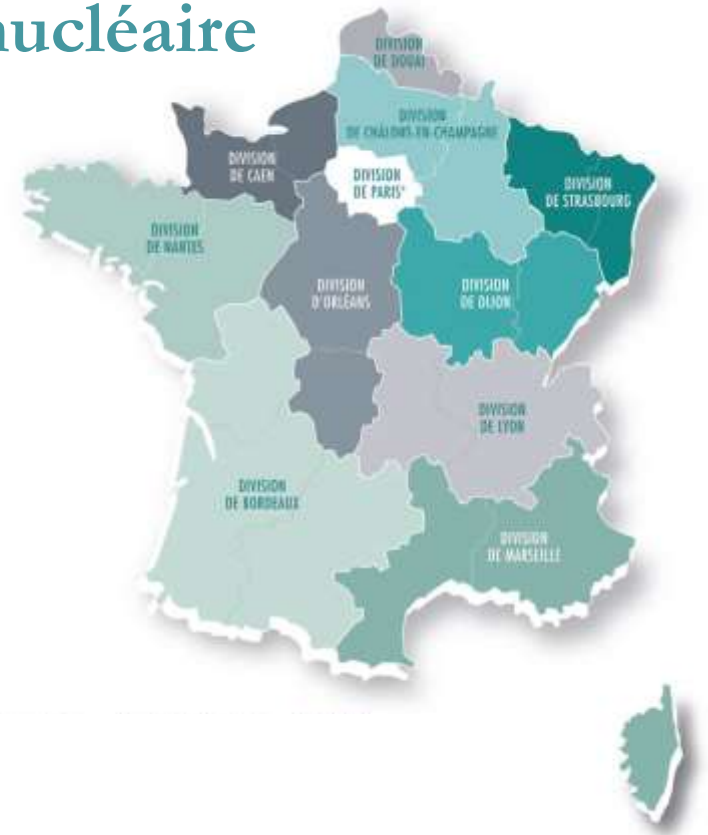 nucléaire
DIVISION
DE DOUAI
DIVISION
DE CHÂLONS-EN-CHAMPAGNE
DIVISION
DE CAEN
DIVISION
DE PARIS*
DIVISION
DE STRASBOURG
DIVISION
DE NANTES
DIVISION
D'ORLÉANS
DIVISION
DE DIJON
DIVISION
DE LYON
DIVISION
DE BORDEAUX
DIVISION
DE MARSEILLE